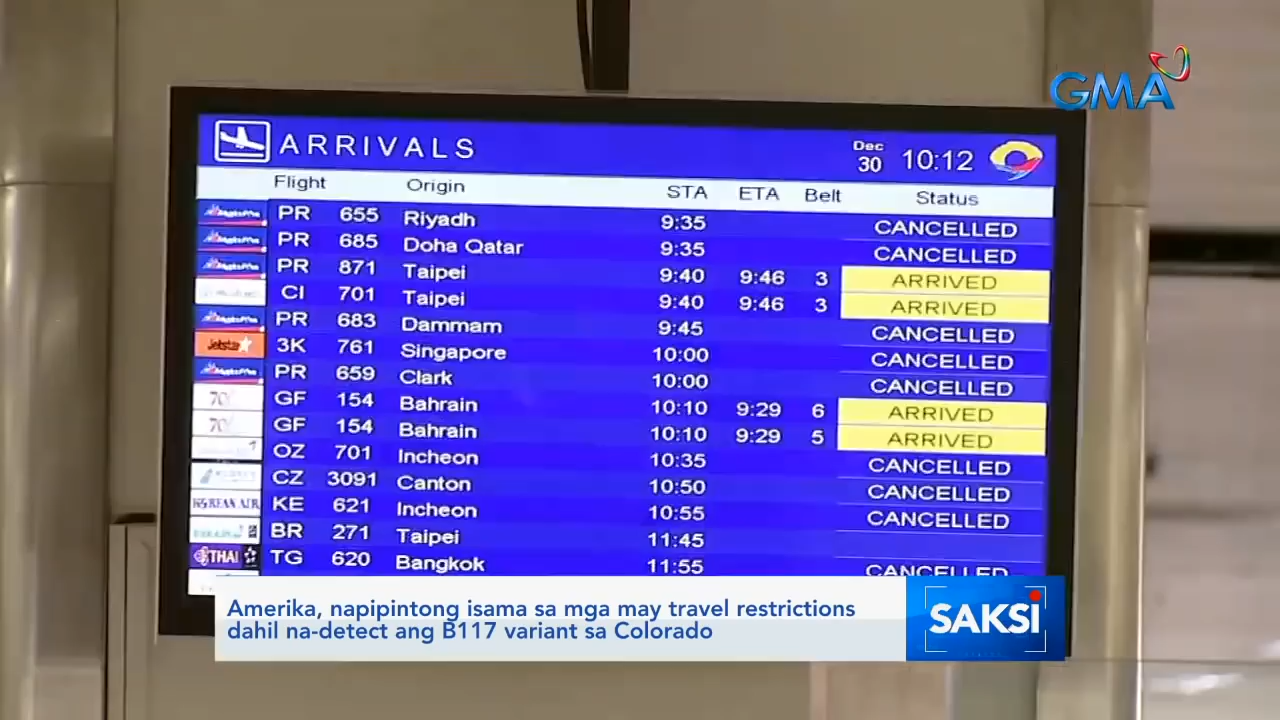 GMA
ARRIVALS Dec 30 10:12
Flight Origin STA ETA Belt Status
PR 655 Riyadh 9:35 CANCELLED
PR 685 Doha Qatar 9:35 CANCELLED
PR 871 Taipei 9:40 9:46 3 ARRIVED
CI 701 Taipei 9:40 9:46 3 ARRIVED
PR 683 Dammam 9:45 CANCELLED
Jetstar 3K 761 Singapore 10:00 CANCELLED
PR 659 Clark 10:00 CANCELLED
GF 154 Bahrain 10:10 9:29 6 ARRIVED
GF 154 Bahrain 10:10 9:29 5 ARRIVED
OZ 701 Incheon 10:35 CANCELLED
CZ 3091 Canton 10:50 CANCELLED
KOREAN AIR KE 621 Incheon 10:55 CANCELLED
BR 271 Taipei 11:45
THAI TG 620 Bangkok 11:55 CANCELLED
Amerika, napipintong isama sa mga may travel restrictions
dahil na-detect ang B117 variant sa Colorado
SAKSI